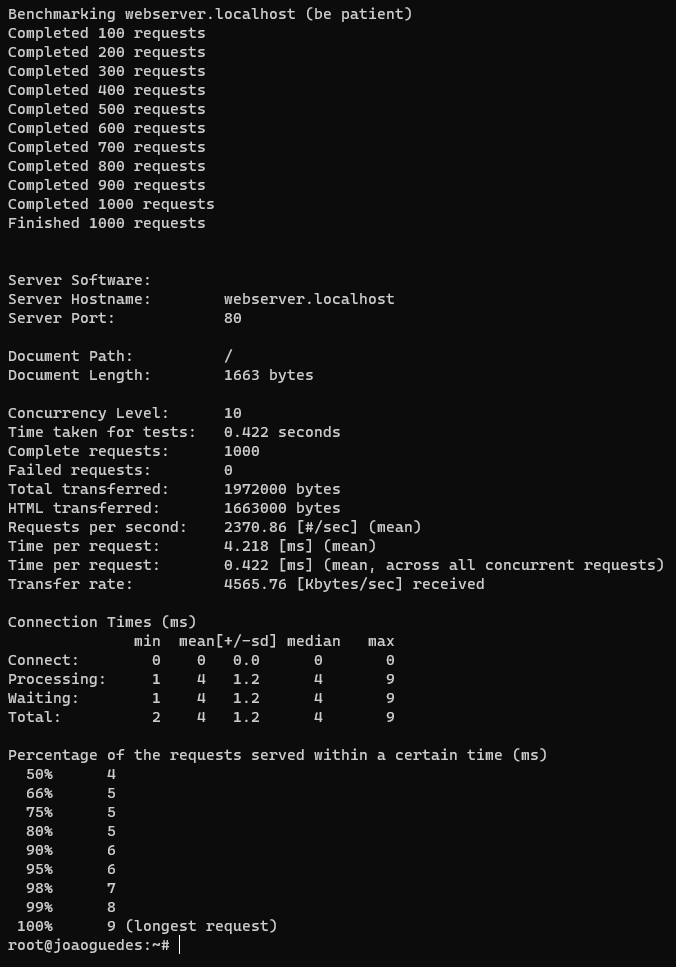 Benchmarking webserver.localhost (be patient)
Completed 100 requests
Completed 200 requests
Completed 300 requests
Completed 400 requests
Completed 500 requests
Completed 600 requests
Completed 700 requests
Completed 800 requests
Completed 900 requests
Completed 1000 requests
Finished 1000 requests
Server Software:
Server Hostname:        webserver.localhost
Server Port:            80
Document Path:          /
Document Length:        1663 bytes
Concurrency Level:      10
Time taken for tests:   0.422 seconds
Complete requests:      1000
Failed requests:        0
Total transferred:      1972000 bytes
HTML transferred:       1663000 bytes
Requests per second:    2370.86 [#/sec] (mean)
Time per request:       4.218 [ms] (mean)
Time per request:       0.422 [ms] (mean, across all concurrent requests)
Transfer rate:          4565.76 [Kbytes/sec] received
Connection Times (ms)
              min  mean[+/-sd] median   max
Connect:        0    0   0.0      0       0
Processing:     1    4   1.2      4       9
Waiting:        1    4   1.2      4       9
Total:          2    4   1.2      4       9
Percentage of the requests served within a certain time (ms)
  50%      4
  66%      5
  75%      5
  80%      5
  90%      6
  95%      6
  98%      7
  99%      8
 100%      9 (longest request)
root@joaoguedes:~#